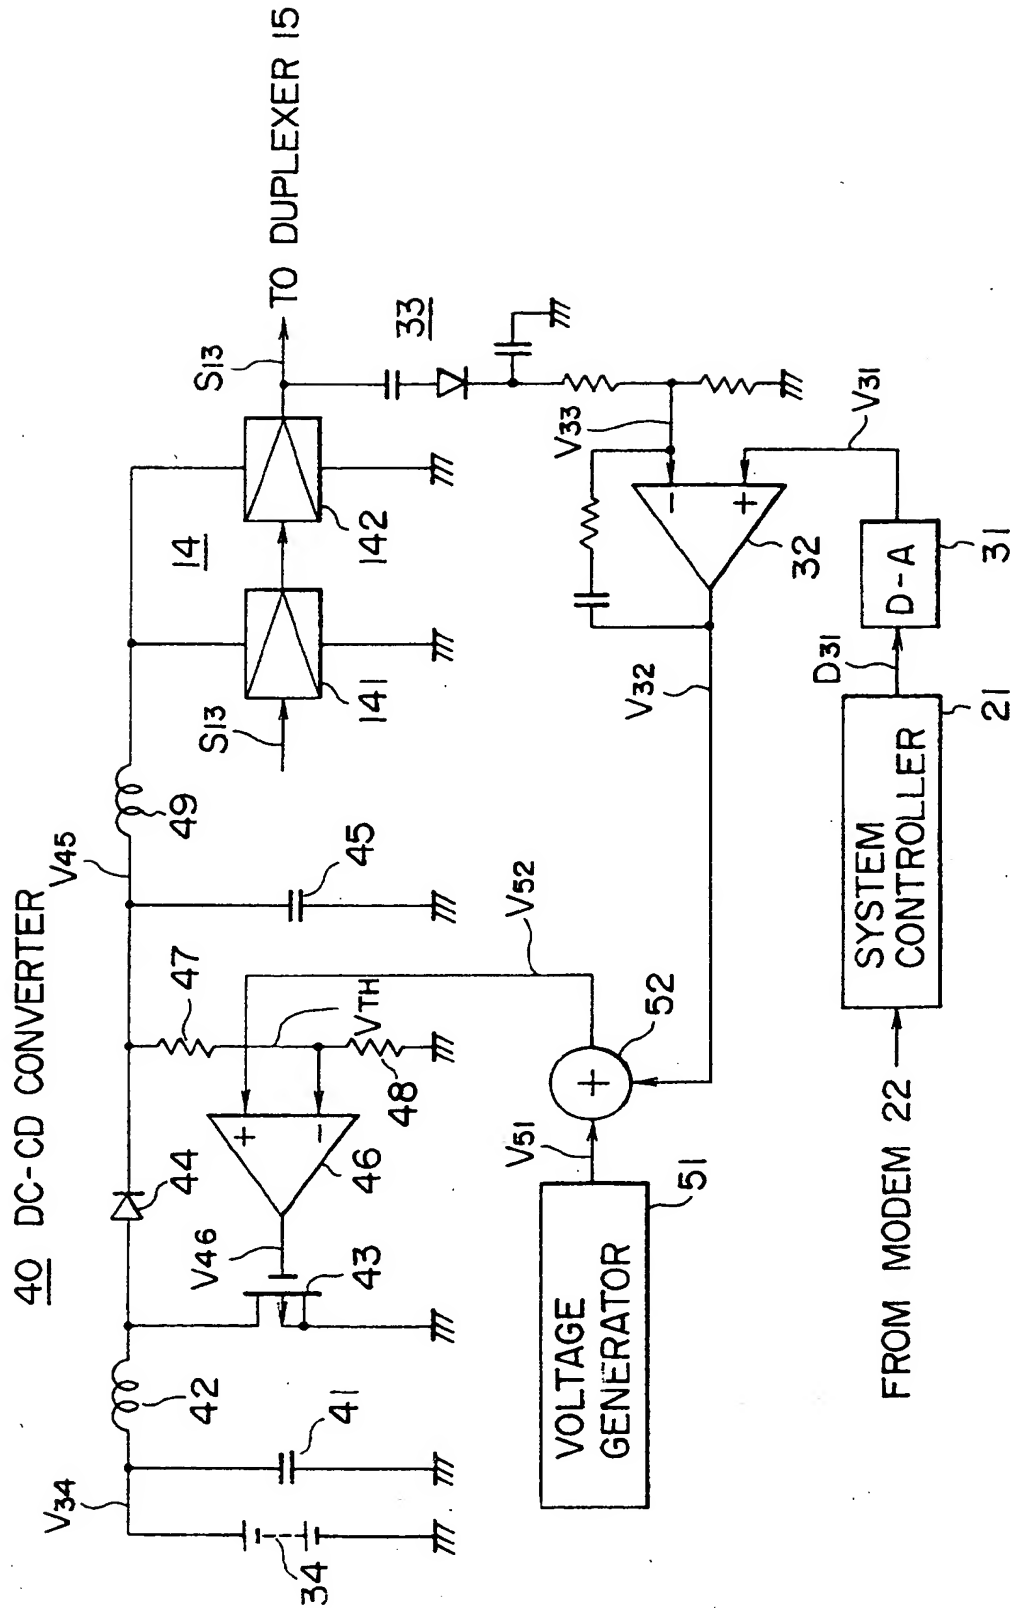 40 DC-CD CONVERTER
V34
42
44
47
V45
49
14
S13
TO DUPLEXER 15
34
41
V46
43
46
+
-
VTH
48
45
S13
141
142
33
V52
V33
VOLTAGE
GENERATOR
51
V51
+
52
V32
-
+
32
V31
FROM MODEM 22
SYSTEM
CONTROLLER
21
D31
D-A
31